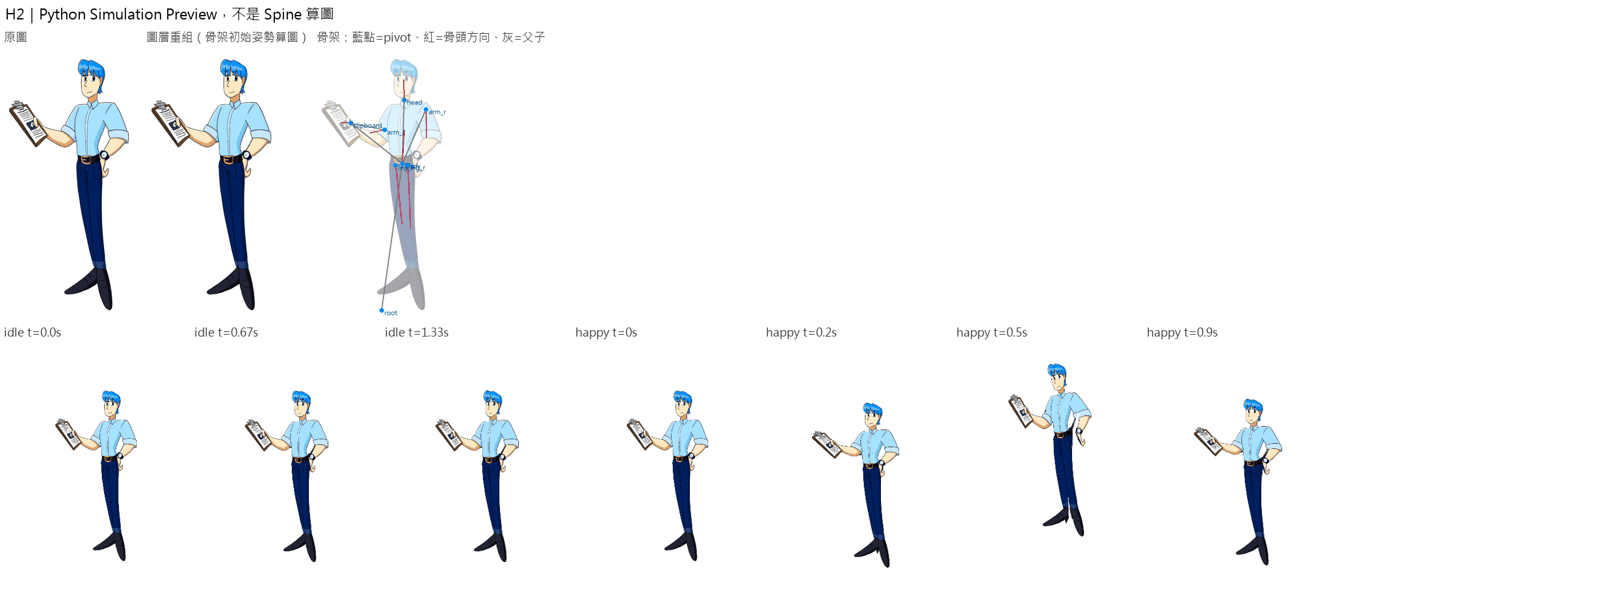 H2 | Python Simulation Preview，不是 Spine 算圖
原圖
圖層重組 ( 骨架初始姿勢算圖 )
骨架：藍點=pivot、紅=骨頭方向、灰=父子
head
arm_r
clipboard
arm_l
root
idle t=0.0s
idle t=0.67s
idle t=1.33s
happy t=0s
happy t=0.2s
happy t=0.5s
happy t=0.9s